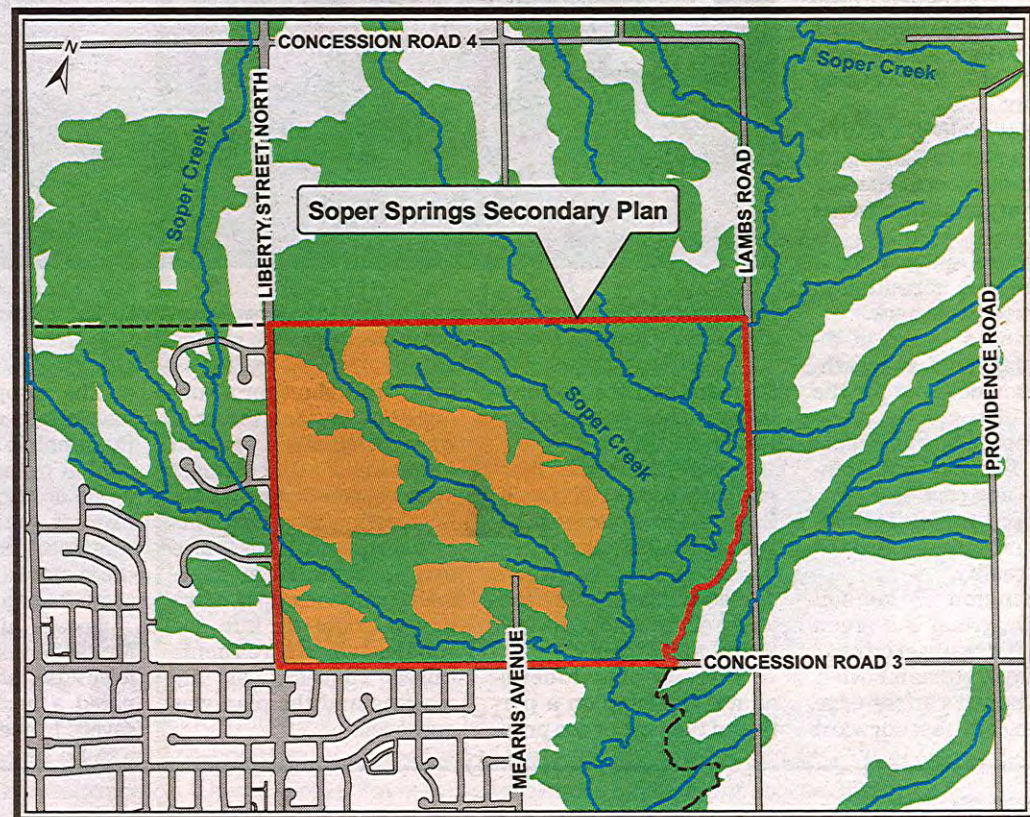 N
CONCESSION ROAD 4
Soper Creek
Soper Creek
LIBERTY STREET NORTH
Soper Springs Secondary Plan
LAMBS ROAD
PROVIDENCE ROAD
Soper Creek
MEARNS AVENUE
CONCESSION ROAD 3